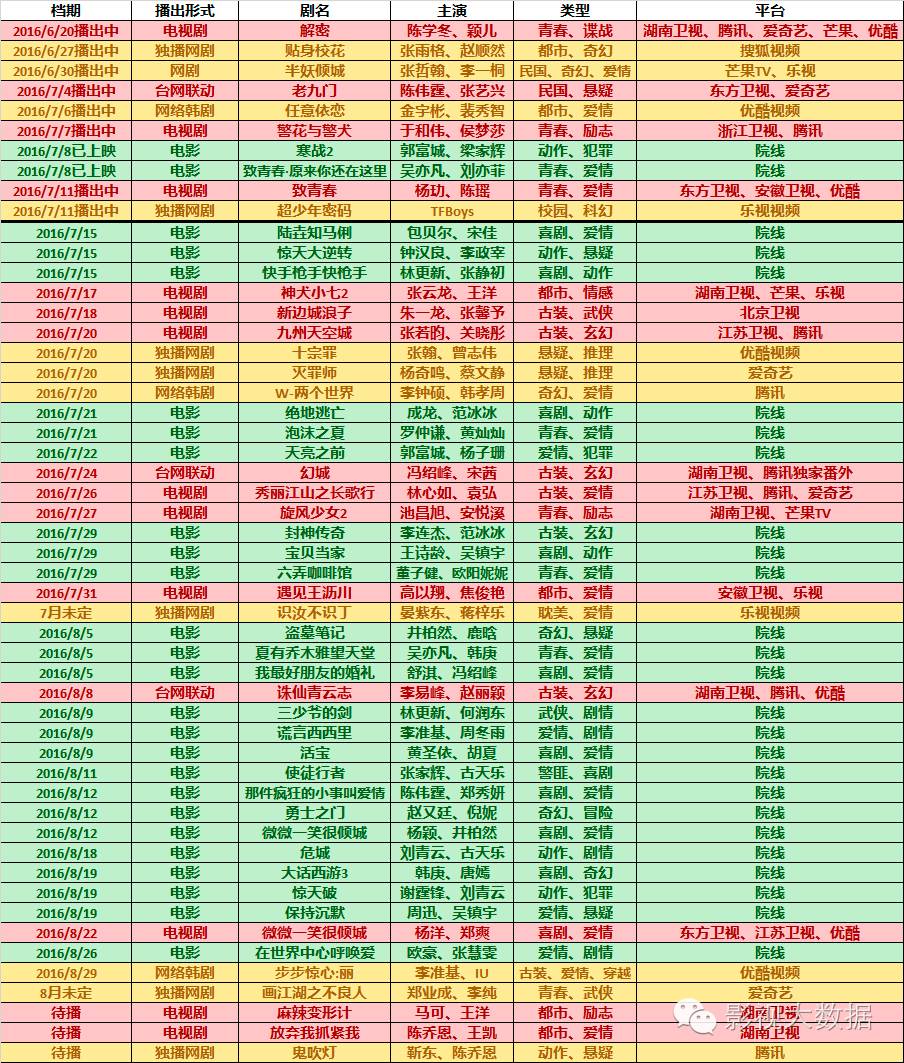 档期 播出形式 剧名 主演 类型 平台
2016/6/20播出中 电视剧 解密 陈学冬、颖儿 青春、谍战 湖南卫视、腾讯、爱奇艺、芒果、优酷
2016/6/27播出中 独播网剧 贴身校花 张雨格、赵顺然 都市、奇幻 搜狐视频
2016/6/30播出中 网剧 半妖倾城 张哲翰、李一桐 民国、奇幻、爱情 芒果TV、乐视
2016/7/4播出中 台网联动 老九门 陈伟霆、张艺兴 民国、悬疑 东方卫视、爱奇艺
2016/7/6播出中 网络韩剧 任意依恋 金宇彬、裴秀智 都市、爱情 优酷视频
2016/7/7播出中 电视剧 警花与警犬 于和伟、侯梦莎 青春、励志 浙江卫视、腾讯
2016/7/8已上映 电影 寒战2 郭富城、梁家辉 动作、犯罪 院线
2016/7/8已上映 电影 致青春·原来你还在这里 吴亦凡、刘亦菲 青春、爱情 院线
2016/7/11播出中 电视剧 致青春 杨玏、陈瑶 青春、爱情 东方卫视、安徽卫视、优酷
2016/7/11播出中 独播网剧 超少年密码 TFBoys 校园、科幻 乐视视频
2016/7/15 电影 陆垚知马俐 包贝尔、宋佳 喜剧、爱情 院线
2016/7/15 电影 惊天大逆转 钟汉良、李政宰 动作、悬疑 院线
2016/7/15 电影 快手枪手快枪手 林更新、张静初 喜剧、动作 院线
2016/7/17 电视剧 神犬小七2 张云龙、王洋 都市、情感 湖南卫视、芒果、乐视
2016/7/18 电视剧 新边城浪子 朱一龙、张馨予 古装、武侠 北京卫视
2016/7/20 电视剧 九州天空城 张若昀、关晓彤 古装、玄幻 江苏卫视、腾讯
2016/7/20 独播网剧 十宗罪 张翰、曾志伟 悬疑、推理 优酷视频
2016/7/20 独播网剧 灭罪师 杨奇鸣、蔡文静 悬疑、推理 爱奇艺
2016/7/20 网络韩剧 W-两个世界 李钟硕、韩孝周 奇幻、爱情 腾讯
2016/7/21 电影 绝地逃亡 成龙、范冰冰 喜剧、动作 院线
2016/7/21 电影 泡沫之夏 罗仲谦、黄灿灿 青春、爱情 院线
2016/7/22 电影 天亮之前 郭富城、杨子珊 爱情、犯罪 院线
2016/7/24 台网联动 幻城 冯绍峰、宋茜 古装、玄幻 湖南卫视、腾讯独家番外
2016/7/26 电视剧 秀丽江山之长歌行 林心如、袁弘 古装、爱情 江苏卫视、腾讯、爱奇艺
2016/7/27 电视剧 旋风少女2 池昌旭、安悦溪 青春、励志 湖南卫视、芒果TV
2016/7/29 电影 封神传奇 李连杰、范冰冰 古装、玄幻 院线
2016/7/29 电影 宝贝当家 王诗龄、吴镇宇 喜剧、动作 院线
2016/7/29 电影 六弄咖啡馆 董子健、欧阳妮妮 青春、爱情 院线
2016/7/31 电视剧 遇见王沥川 高以翔、焦俊艳 都市、爱情 安徽卫视、乐视
7月未定 独播网剧 识汝不识丁 晏紫东、蒋梓乐 耽美、爱情 乐视视频
2016/8/5 电影 盗墓笔记 井柏然、鹿晗 奇幻、悬疑 院线
2016/8/5 电影 夏有乔木雅望天堂 吴亦凡、韩庚 青春、爱情 院线
2016/8/5 电影 我最好朋友的婚礼 舒淇、冯绍峰 喜剧、爱情 院线
2016/8/8 台网联动 诛仙青云志 李易峰、赵丽颖 古装、玄幻 湖南卫视、腾讯、优酷
2016/8/9 电影 三少爷的剑 林更新、何润东 武侠、剧情 院线
2016/8/9 电影 谎言西西里 李准基、周冬雨 爱情、剧情 院线
2016/8/9 电影 活宝 黄圣依、胡夏 喜剧、爱情 院线
2016/8/11 电影 使徒行者 张家辉、古天乐 警匪、喜剧 院线
2016/8/12 电影 那件疯狂的小事叫爱情 陈伟霆、郑秀妍 喜剧、爱情 院线
2016/8/12 电影 勇士之门 赵又廷、倪妮 奇幻、冒险 院线
2016/8/12 电影 微微一笑很倾城 杨颖、井柏然 喜剧、爱情 院线
2016/8/18 电影 危城 刘青云、古天乐 动作、剧情 院线
2016/8/19 电影 大话西游3 韩庚、唐嫣 喜剧、奇幻 院线
2016/8/19 电影 惊天破 谢霆锋、刘青云 动作、犯罪 院线
2016/8/19 电影 保持沉默 周迅、吴镇宇 爱情、悬疑 院线
2016/8/22 电视剧 微微一笑很倾城 杨洋、郑爽 喜剧、爱情 东方卫视、江苏卫视、优酷
2016/8/26 电影 在世界中心呼唤爱 欧豪、张慧雯 爱情、剧情 院线
2016/8/29 网络韩剧 步步惊心:丽 李准基、IU 古装、爱情、穿越 优酷视频
8月未定 独播网剧 画江湖之不良人 郑业成、李纯 青春、武侠 爱奇艺
待播 电视剧 麻辣变形计 马可、王洋 都市、励志 湖南卫视
待播 电视剧 放弃我抓紧我 陈乔恩、王凯 都市、爱情 湖南卫视
待播 独播网剧 鬼吹灯 靳东、陈乔恩 动作、悬疑 腾讯
影视大数据